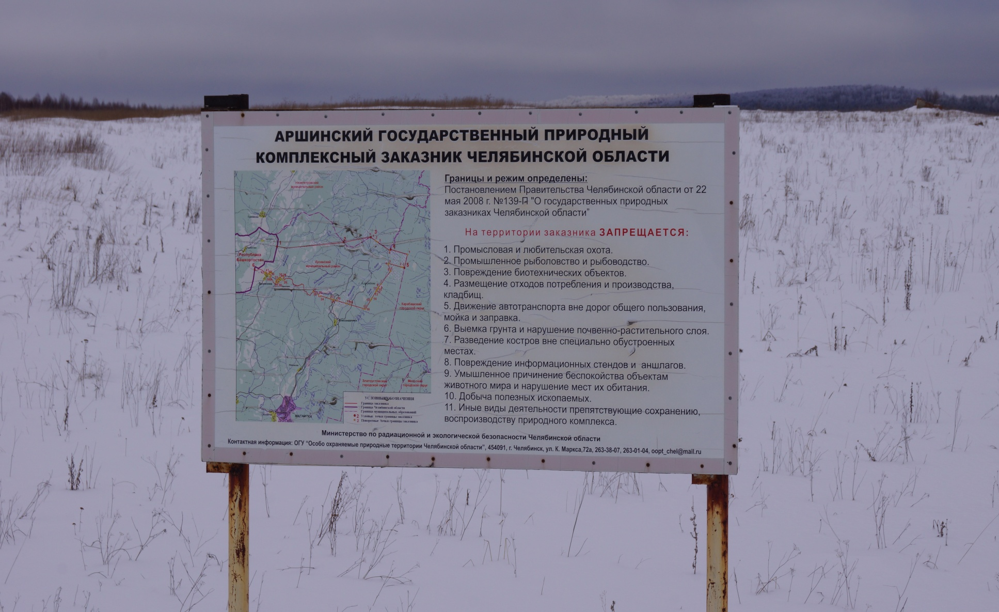 АРШИНСКИЙ ГОСУДАРСТВЕННЫЙ ПРИРОДНЫЙ
КОМПЛЕКСНЫЙ ЗАКАЗНИК ЧЕЛЯБИНСКОЙ ОБЛАСТИ
Нязепетровский
муниципальный район
Республика
Башкортостан
Кусинский
муниципальный район
Карабашский
городской округ
Златоустовский
городской округ
Миасский
городской округ
МАГНИТКА
УСЛОВНЫЕ ОБОЗНАЧЕНИЯ
Граница заказника
Граница Челябинской области
Граница муниципальных образований
2 Узловые точки границы заказника
2 Поворотные точки границы заказника
Границы и режим определены:
Постановлением Правительства Челябинской области от 22
мая 2008 г. №139-П "О государственных природных
заказниках Челябинской области”
На территории заказника ЗАПРЕЩАЕТСЯ:
1. Промысловая и любительская охота.
2. Промышленное рыболовство и рыбоводство.
3. Повреждение биотехнических объектов.
4. Размещение отходов потребления и производства,
кладбищ.
5. Движение автотранспорта вне дорог общего пользования,
мойка и заправка.
6. Выемка грунта и нарушение почвенно-растительного слоя.
7. Разведение костров вне специально обустроенных
местах.
8. Повреждение информационных стендов и аншлагов.
9. Умышленное причинение беспокойства объектам
животного мира и нарушение мест их обитания.
10. Добыча полезных ископаемых.
11. Иные виды деятельности препятствующие сохранению,
воспроизводству природного комплекса.
Министерство по радиационной и экологической безопасности Челябинской области
Контактная информация: ОГУ “Особо охраняемые природные территории Челябинской области”, 454091, г. Челябинск, ул. К. Маркса,72а, 263-38-07, 263-01-04, oopt_chel@mail.ru